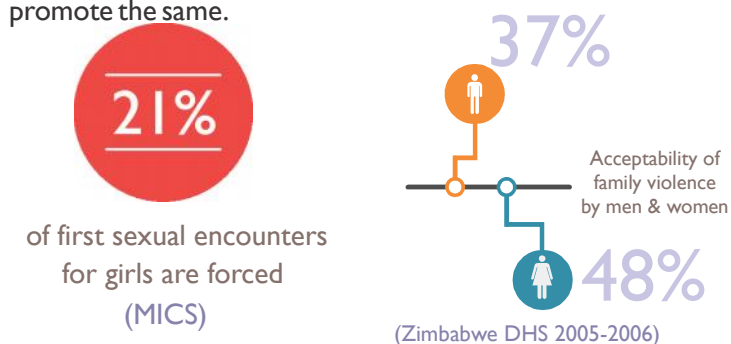 promote the same.
21%
of first sexual encounters
for girls are forced
(MICS)
37%
Acceptability of
family violence
by men & women
48%
(Zimbabwe DHS 2005-2006)